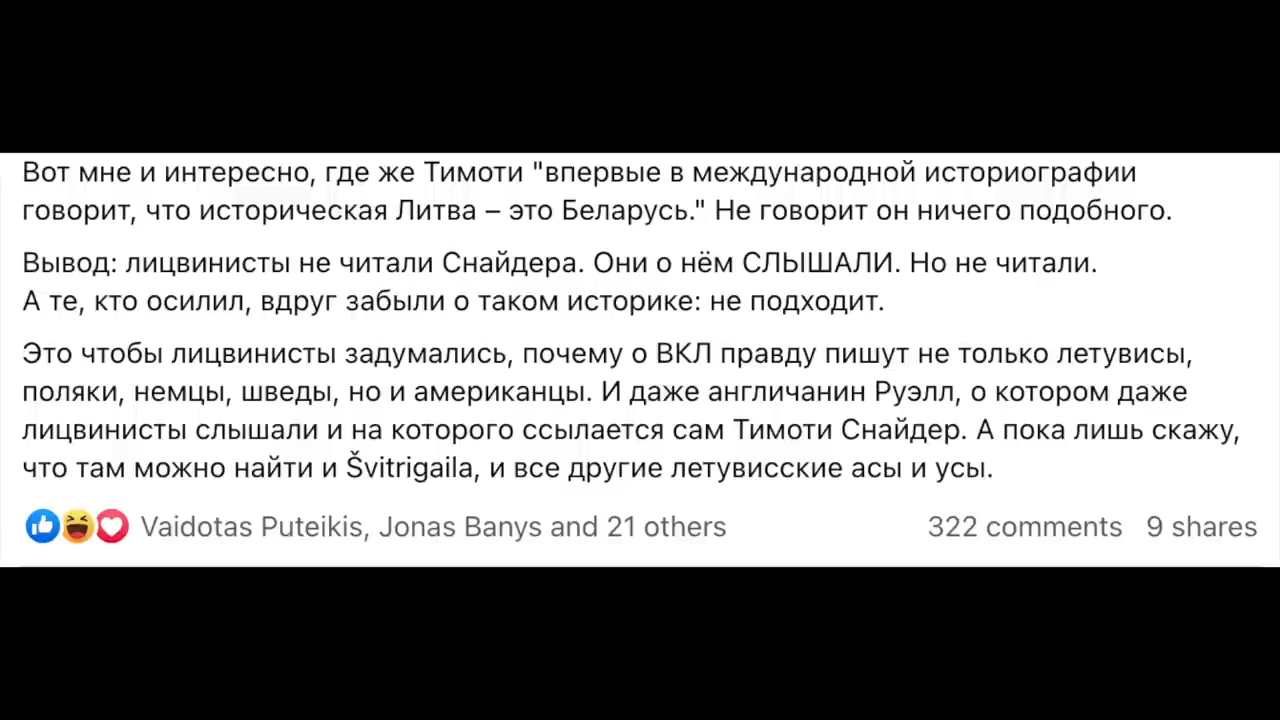 Вот мне и интересно, где же Тимоти "впервые в международной историографии
говорит, что историческая Литва – это Беларусь." Не говорит он ничего подобного.
Вывод: лицвинисты не читали Снайдера. Они о нём СЛЫШАЛИ. Но не читали.
А те, кто осилил, вдруг забыли о таком историке: не подходит.
Это чтобы лицвинисты задумались, почему о ВКЛ правду пишут не только летувисы,
поляки, немцы, шведы, но и американцы. И даже англичанин Руэлл, о котором даже
лицвинисты слышали и на которого ссылается сам Тимоти Снайдер. А пока лишь скажу,
что там можно найти и Švitrigaila, и все другие летувисские асы и усы.
Vaidotas Puteikis, Jonas Banys and 21 others 322 comments 9 shares